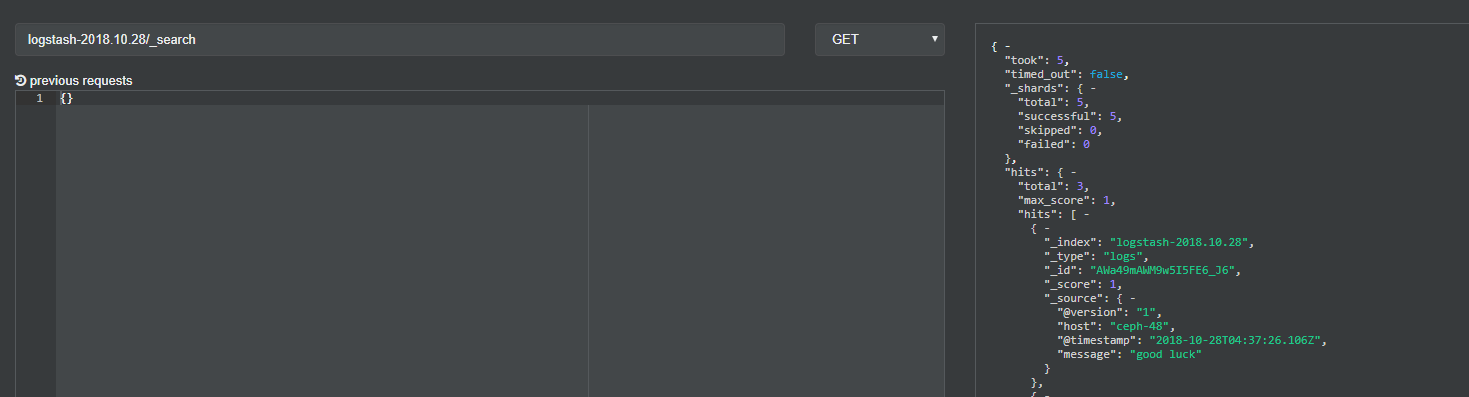 logstash-2018.10.28/_search
GET
previous requests
1 {}
{ -
"took": 5,
"timed_out": false,
"_shards": { -
"total": 5,
"successful": 5,
"skipped": 0,
"failed": 0
},
"hits": { -
"total": 3,
"max_score": 1,
"hits": [ -
{ -
"_index": "logstash-2018.10.28",
"_type": "logs",
"_id": "AWa49mAWM9w5I5FE6_J6",
"_score": 1,
"_source": { -
"@version": "1",
"host": "ceph-48",
"@timestamp": "2018-10-28T04:37:26.106Z",
"message": "good luck"
}
},
{ -